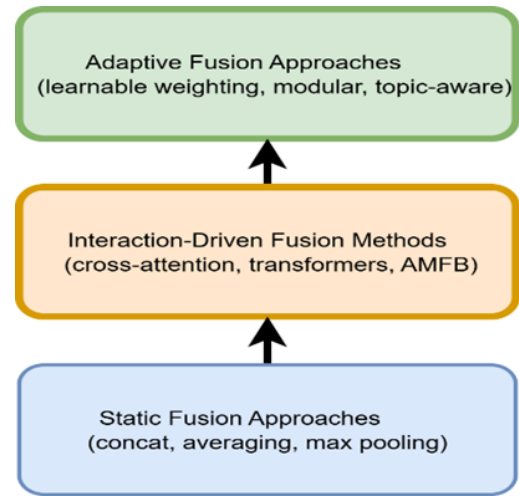 Adaptive Fusion Approaches
(learnable weighting, modular, topic-aware)
Interaction-Driven Fusion Methods
(cross-attention, transformers, AMFB)
Static Fusion Approaches
(concat, averaging, max pooling)